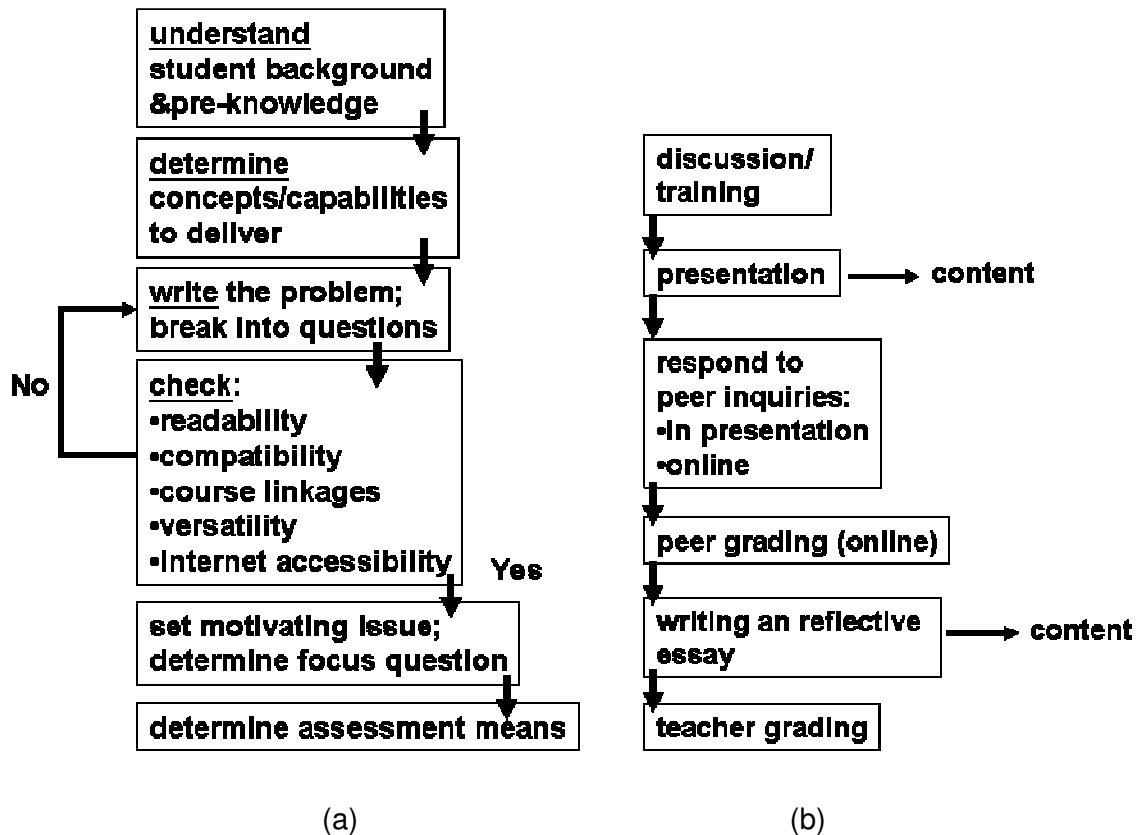 understand
student background
&pre-knowledge
determine
concepts/capabilities
to deliver
write the problem;
break into questions
No
check:
•readability
•compatibility
•course linkages
•versatility
•Internet accessibility
Yes
set motivating issue;
determine focus question
determine assessment means
(a)
discussion/
training
presentation
content
respond to
peer inquiries:
•in presentation
•online
peer grading (online)
writing an reflective
essay
content
teacher grading
(b)